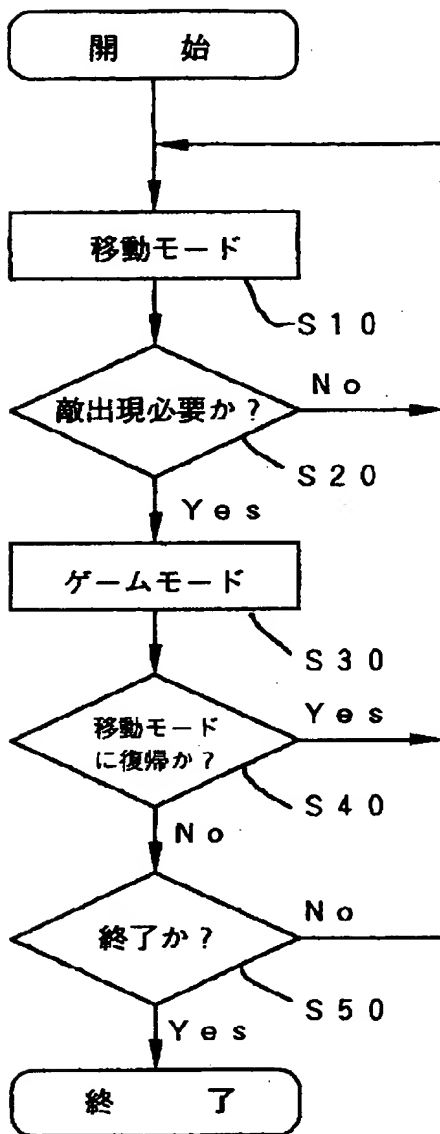 開 始
移動モード
S10
敵出現必要か？
No
S20
Yes
ゲームモード
S30
移動モード
に復帰か？
Yes
S40
No
終了か？
No
S50
Yes
終 了